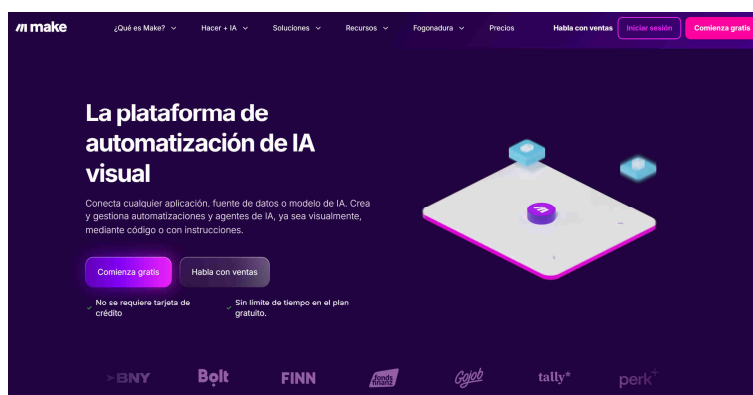 make
¿Qué es Make?
Hacer + IA
Soluciones
Recursos
Fogonadura
Precios
Habla con ventas
Iniciar sesión
Comienza gratis
La plataforma de
automatización de IA
visual
Conecta cualquier aplicación. fuente de datos o modelo de IA. Crea
y gestiona automatizaciones y agentes de IA, ya sea visualmente,
mediante código o con instrucciones.
Comienza gratis
Habla con ventas
No se requiere tarjeta de
crédito
Sin límite de tiempo en el plan
gratuito.
BNY
Bolt
FINN
fonds
finanz
Gojob
tally*
perk+